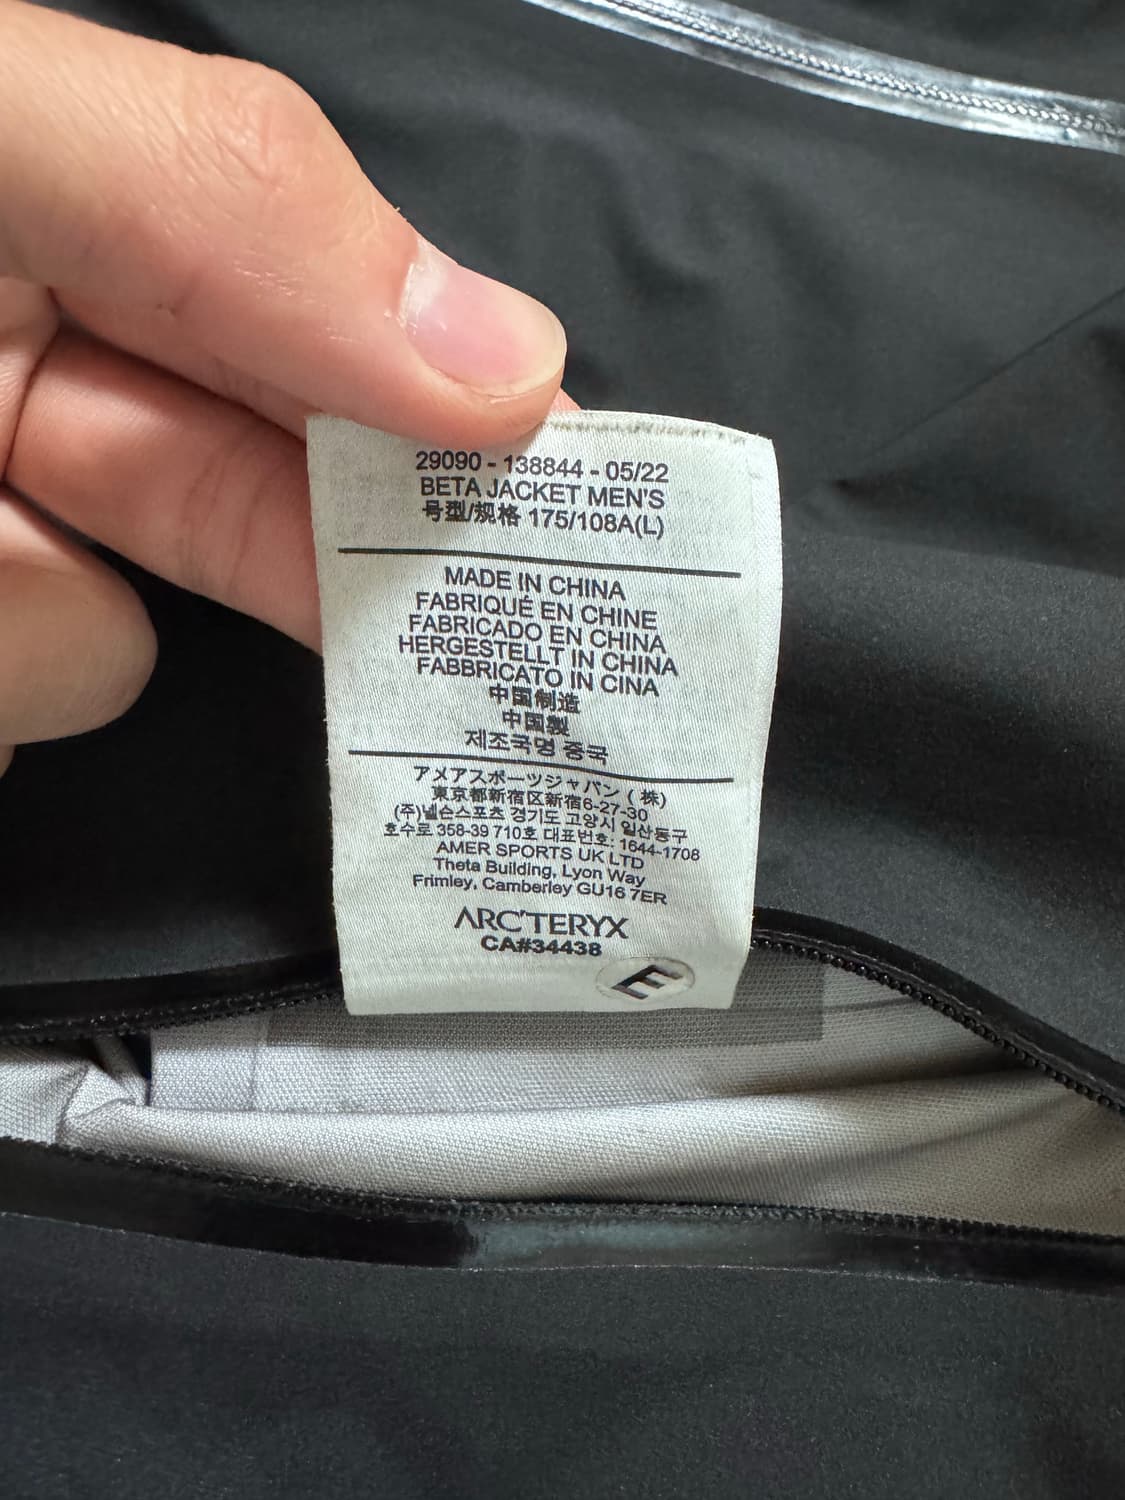 29090 - 138844 - 05/22
BETA JACKET MEN'S
号型/规格 175/108A(L)
MADE IN CHINA
FABRIQUÉ EN CHINE
FABRICADO EN CHINA
HERGESTELLT IN CHINA
FABBRICATO IN CINA
中国制造
中国製
제조국명 중국
アメアスポーツジャパン (株)
東京都新宿区新宿6-27-30
(주)넬슨스포츠 경기도 고양시 일산동구
호수로 358-39 710호 대표번호: 1644-1708
AMER SPORTS UK LTD
Theta Building, Lyon Way
Frimley, Camberley GU16 7ER
ARC'TERYX
CA#34438
E